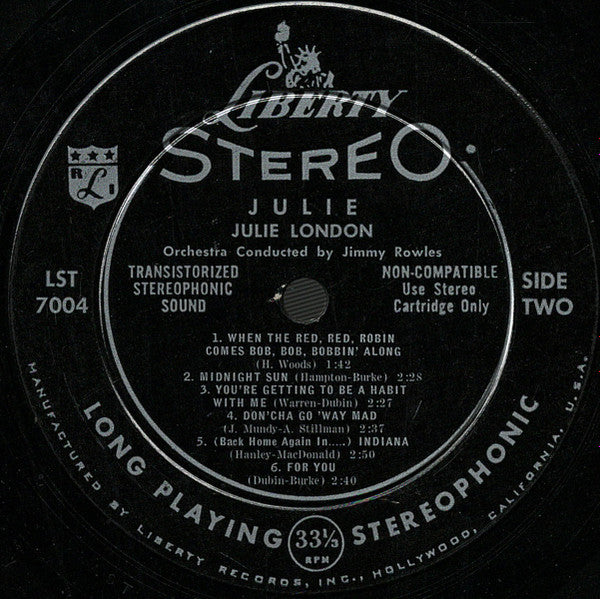 LIBERTY
STEREO
R L I
JULIE
JULIE LONDON
Orchestra Conducted by Jimmy Rowles
LST
7004
TRANSISTORIZED
STEREOPHONIC
SOUND
NON-COMPATIBLE
Use Stereo
Cartridge Only
SIDE
TWO
1. WHEN THE RED, RED, ROBIN
COMES BOB, BOB, BOBBIN' ALONG
(H. Woods) 1:42
2. MIDNIGHT SUN (Hampton-Burke) 2:28
3. YOU'RE GETTING TO BE A HABIT
WITH ME (Warren-Dubin) 2:27
4. DON'CHA GO 'WAY MAD
(J. Mundy-A. Stillman) 2:37
5. (Back Home Again In.....) INDIANA
(Hanley-MacDonald) 2:50
6. FOR YOU
(Dubin-Burke) 2:40
LONG PLAYING 33⅓ RPM STEREOPHONIC
MANUFACTURED BY LIBERTY RECORDS, INC., HOLLYWOOD, CALIFORNIA, U.S.A.